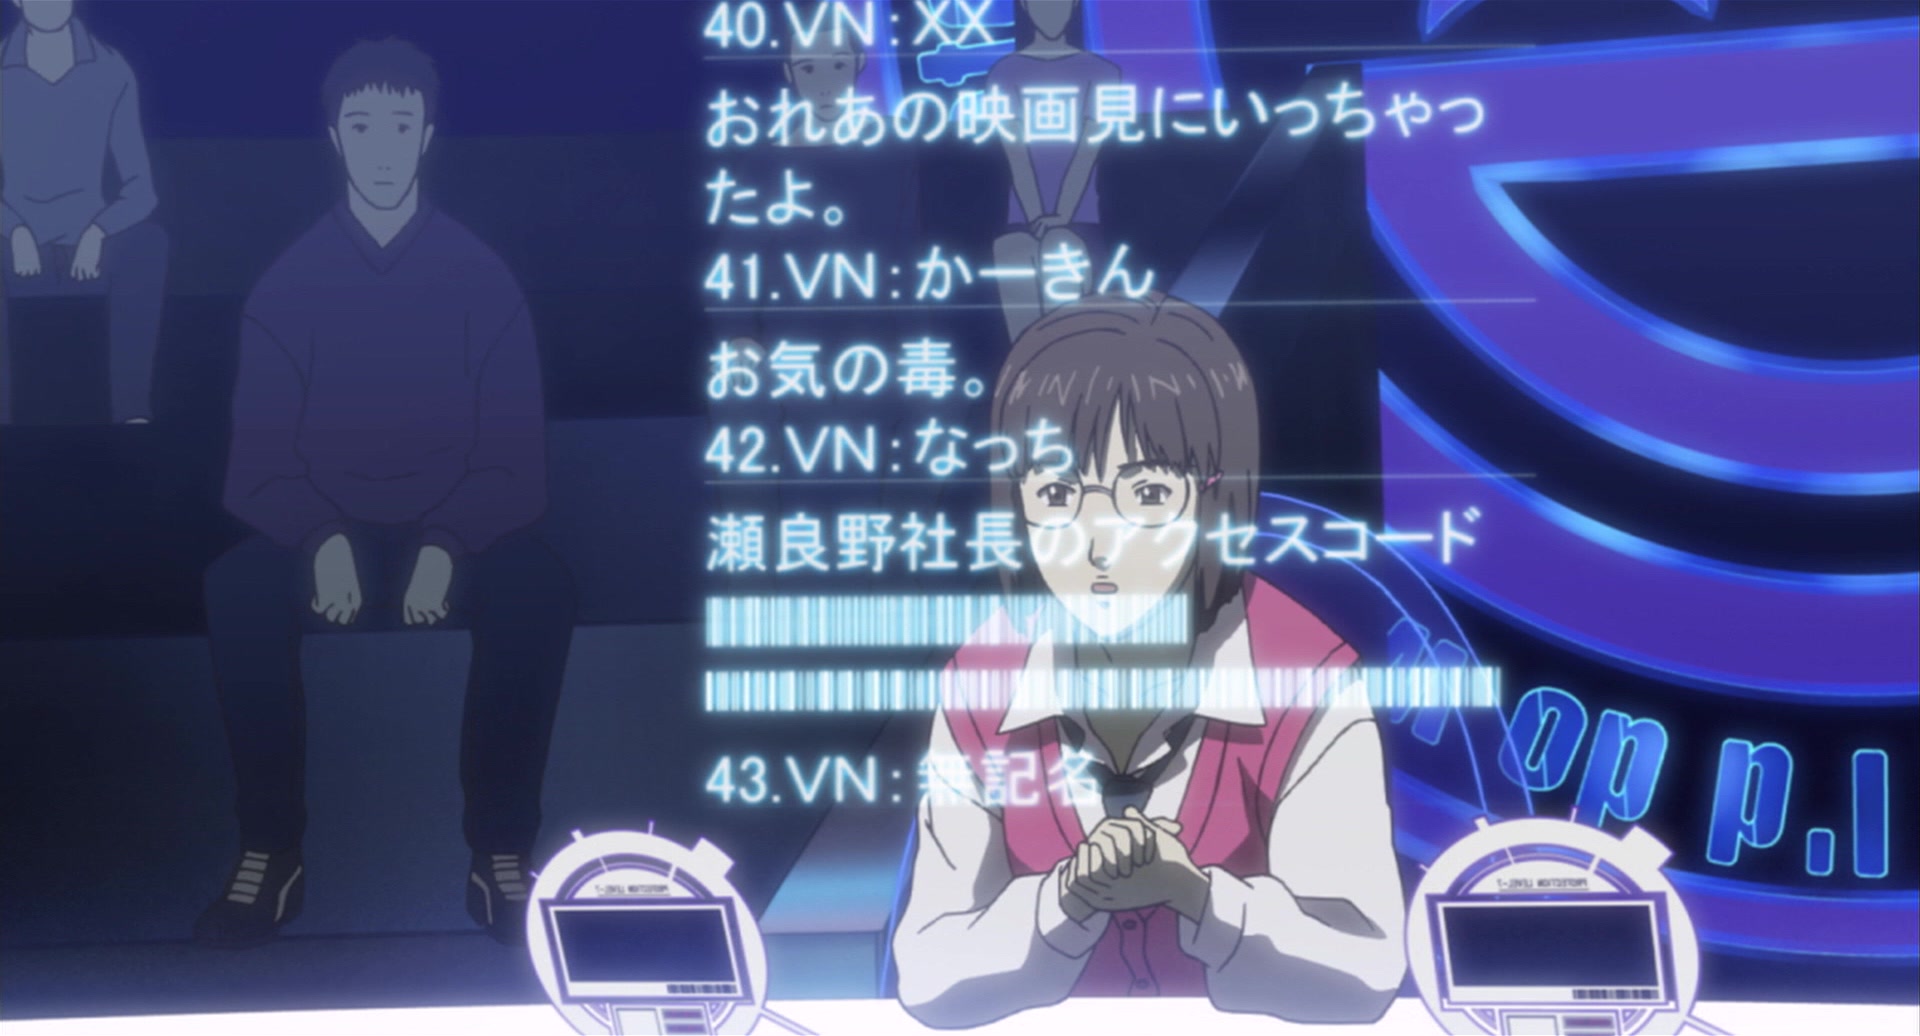 40.VN:XX
おれあの映画見にいっちゃっ
たよ。
41.VN:かーきん
お気の毒。
42.VN:なっち
瀬良野社長のアクセスコード
43.VN:無記名